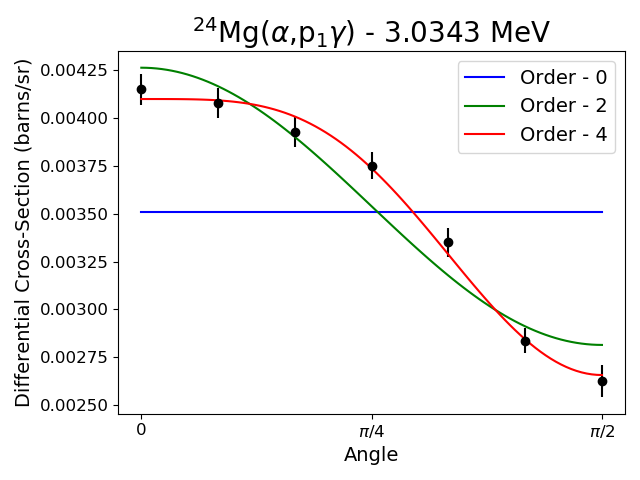 ²⁴Mg(α,p₁γ) - 3.0343 MeV
Differential Cross-Section (barns/sr)
0.00425
0.00400
0.00375
0.00350
0.00325
0.00300
0.00275
0.00250
Order - 0
Order - 2
Order - 4
0
π/4
π/2
Angle